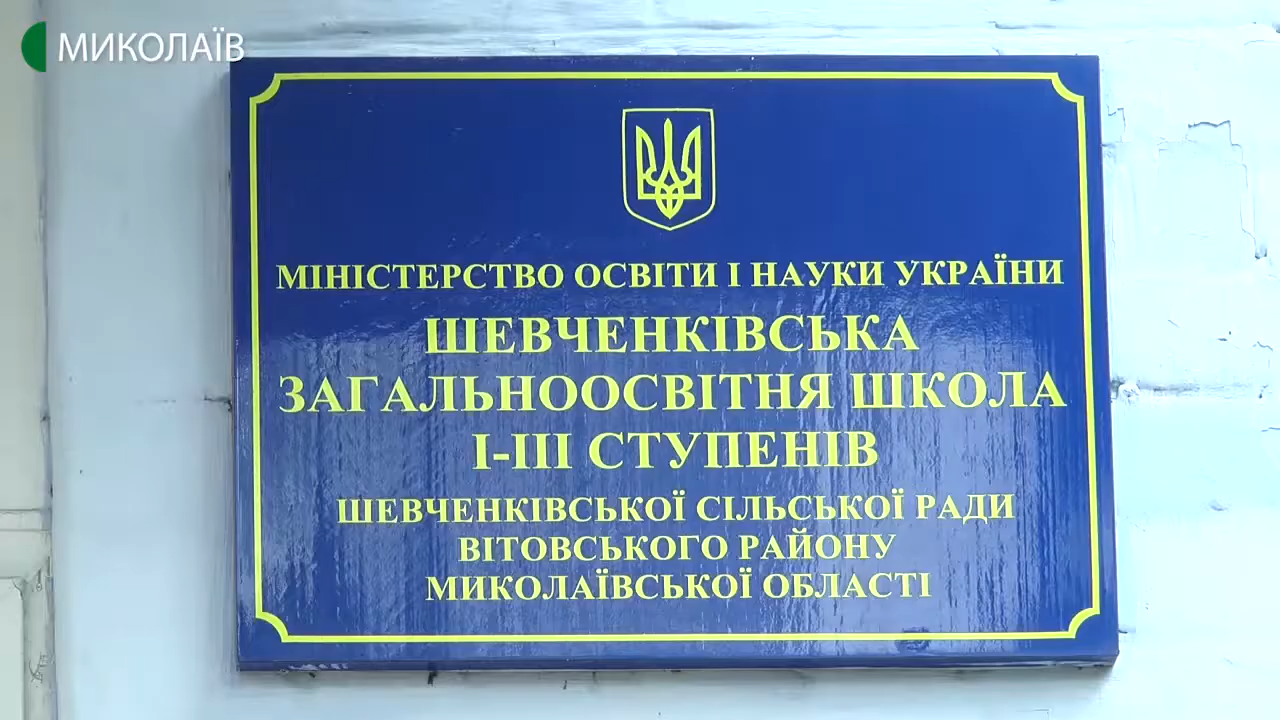 МИКОЛАЇВ
МІНІСТЕРСТВО ОСВІТИ І НАУКИ УКРАЇНИ
ШЕВЧЕНКІВСЬКА
ЗАГАЛЬНООСВІТНЯ ШКОЛА
І-ІІІ СТУПЕНІВ
ШЕВЧЕНКІВСЬКОЇ СІЛЬСЬКОЇ РАДИ
ВІТОВСЬКОГО РАЙОНУ
МИКОЛАЇВСЬКОЇ ОБЛАСТІ